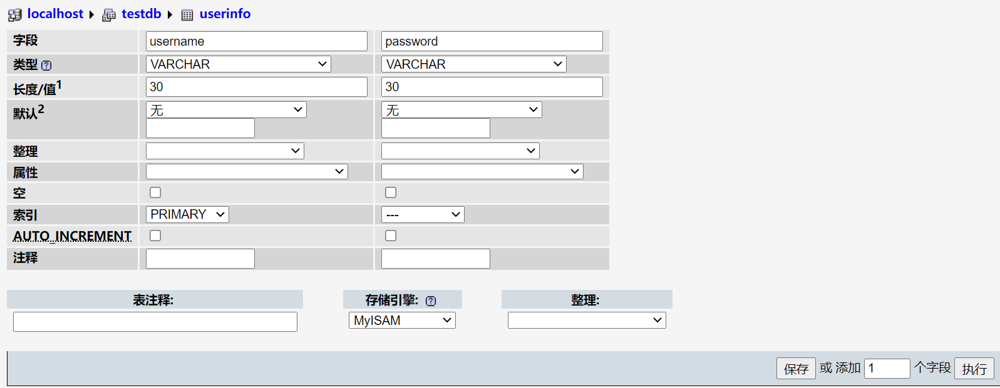 localhost testdb userinfo
字段 username password
类型 VARCHAR VARCHAR
长度/值1 30 30
默认2 无 无
整理
属性
空
索引 PRIMARY ---
AUTO_INCREMENT
注释
表注释: 存储引擎: 整理:
MyISAM
保存 或 添加 1 个字段 执行